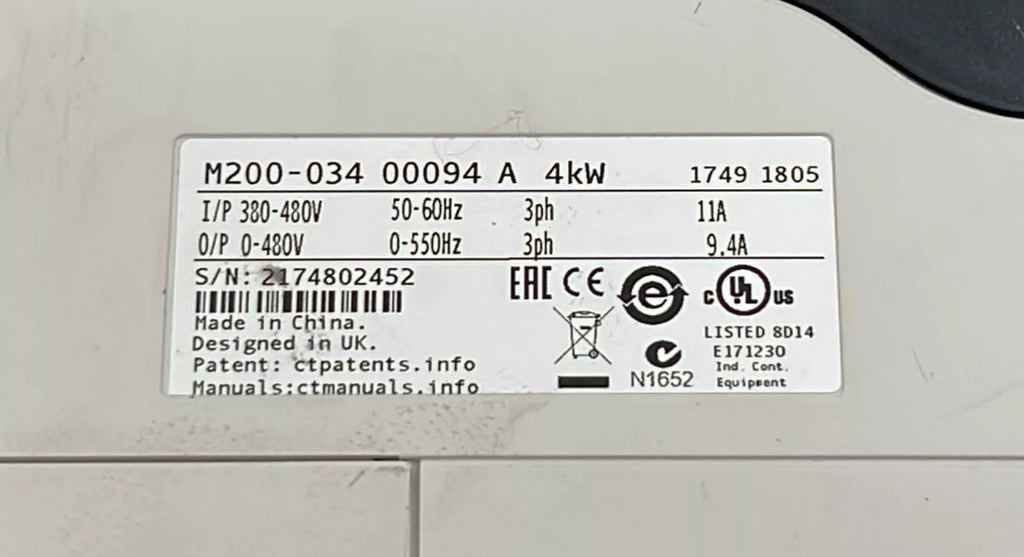 M200-034 00094 A 4kW 1749 1805
I/P 380-480V 50-60Hz 3ph 11A
O/P 0-480V 0-550Hz 3ph 9.4A
S/N: 2174802452
EAC CE e c UL us
Made in China.
Designed in UK.
Patent: ctpatents.info
Manuals:ctmanuals.info
N1652
LISTED 8D14
E171230
Ind. Cont.
Equipment